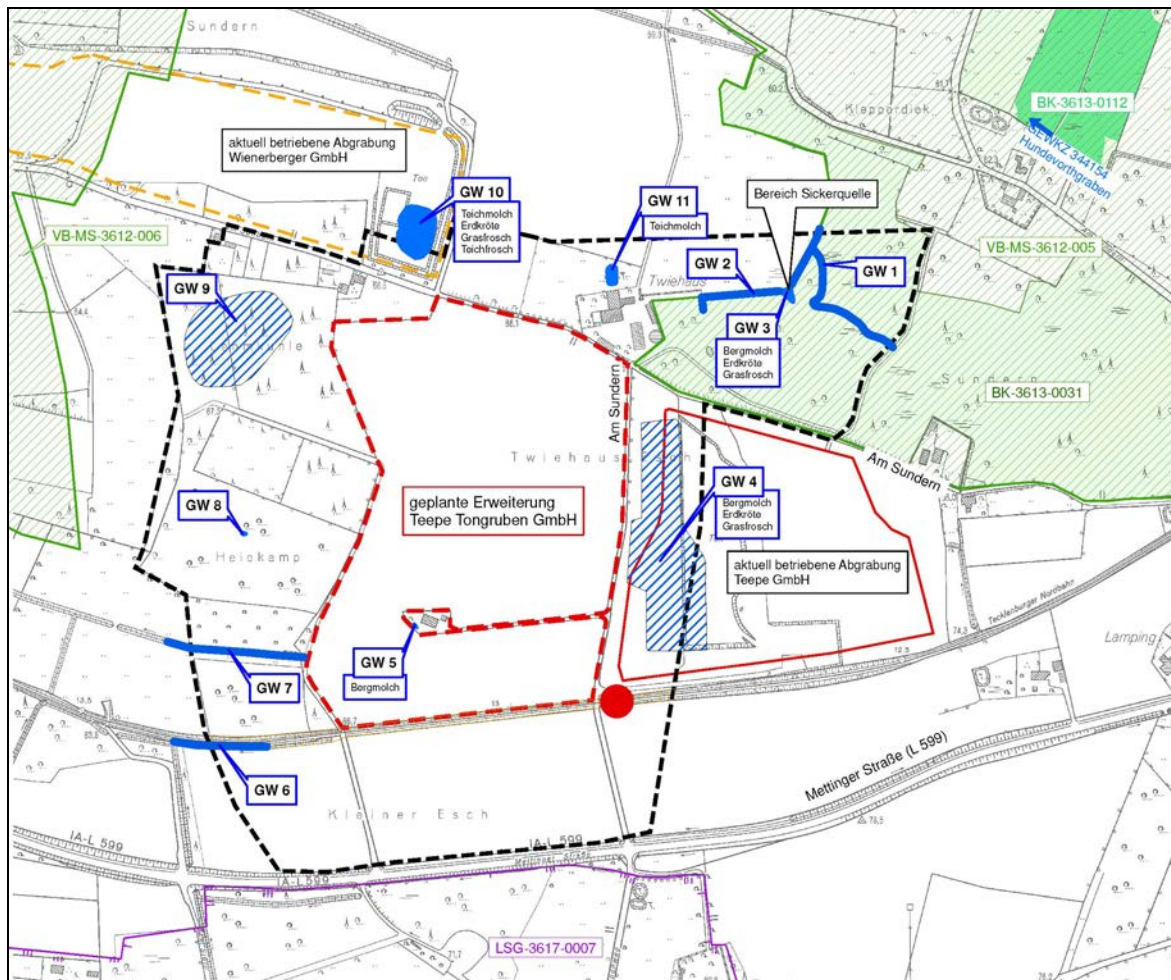 Sundern
Klepperdiek
BK-3613-0112
GEWKZ 344154
Hundevorthgraben
aktuell betriebene Abgrabung
Wienerberger GmbH
GW 10
Teichmolch
Erdkröte
Grasfrosch
Teichfrosch
GW 11
Teichmolch
Bereich Sickerquelle
VB-MS-3612-006
VB-MS-3612-005
GW 9
GW 2
GW 1
Twiehaus
GW 3
Bergmolch
Erdkröte
Grasfrosch
Sundern
BK-3613-0031
Am Sundern
Am Sundern
geplante Erweiterung
Teepe Tongruben GmbH
GW 4
Bergmolch
Erdkröte
Grasfrosch
GW 8
aktuell betriebene Abgrabung
Teepe GmbH
Tecklenburger Nordbahn
Lamping
GW 5
Bergmolch
GW 7
GW 6
Kleiner Esch
Mettinger Straße (L 599)
IA-L 599
IA-L 599
IA-L 599
LSG-3617-0007